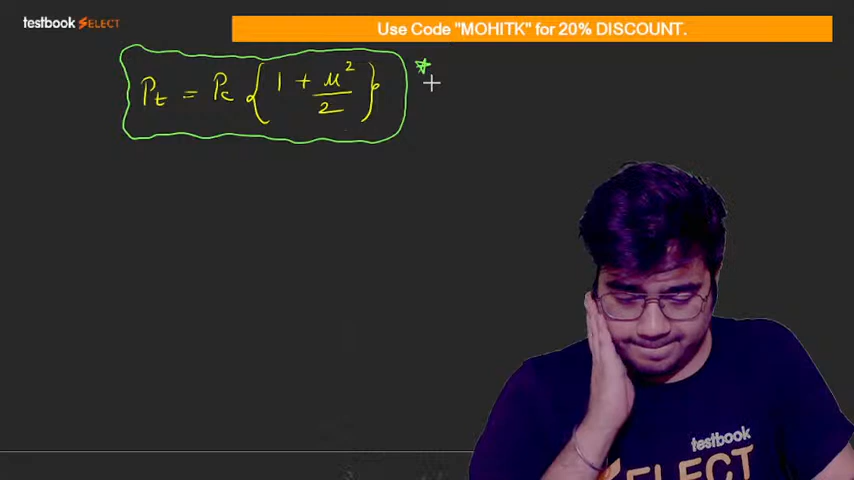 testbook SELECT
Use Code "MOHITK" for 20% DISCOUNT.
Pt = Pc { 1 + μ²/2 }
testbook
SELECT